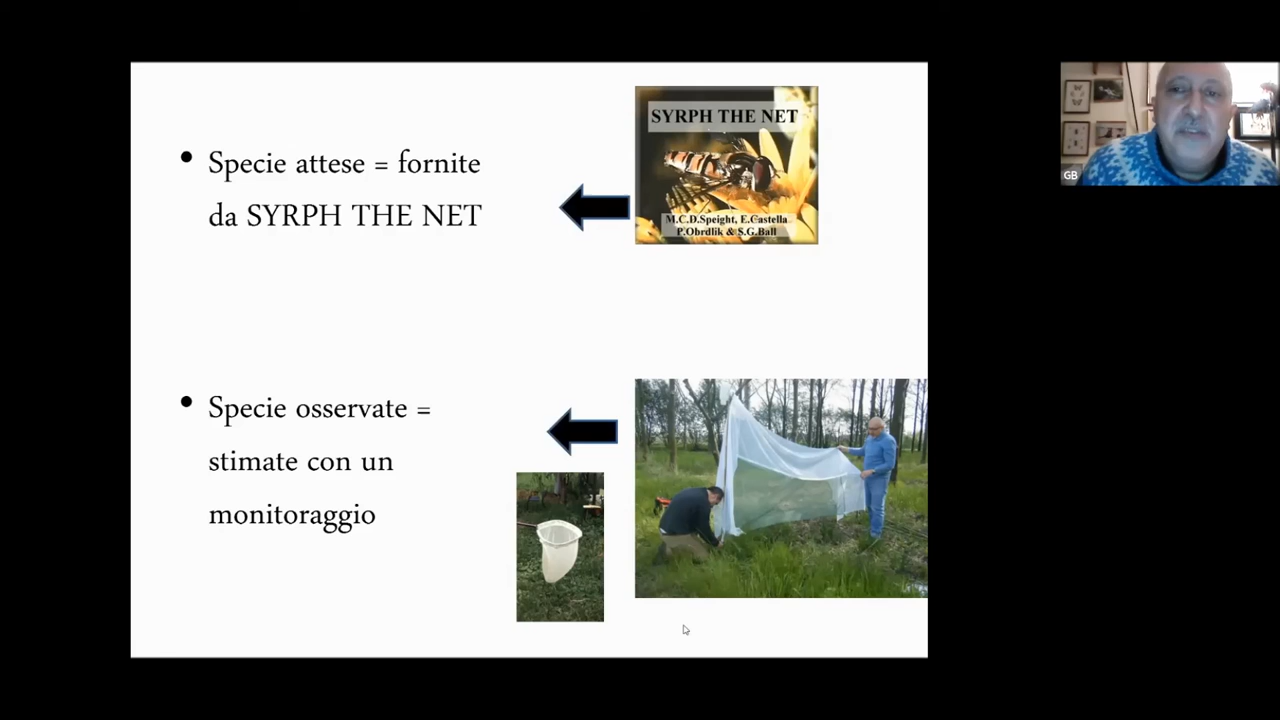 • Specie attese = fornite
da SYRPH THE NET
SYRPH THE NET
M.C.D.Speight, E.Castella
P.Obrdlik & S.G.Ball
GB
• Specie osservate =
stimate con un
monitoraggio